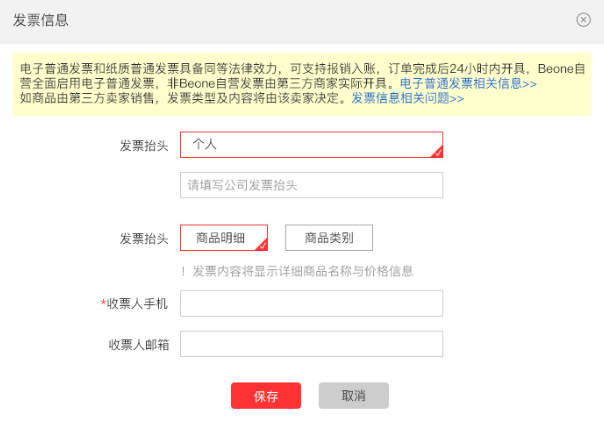 发票信息
电子普通发票和纸质普通发票具备同等法律效力，可支持报销入账，订单完成后24小时内开具，Beone自
营全面启用电子普通发票，非Beone自营发票由第三方商家实际开具。电子普通发票相关信息>>
如商品由第三方卖家销售，发票类型及内容将由该卖家决定。发票信息相关问题>>
发票抬头 个人
请填写公司发票抬头
发票抬头 商品明细 商品类别
！发票内容将显示详细商品名称与价格信息
*收票人手机
收票人邮箱
保存 取消